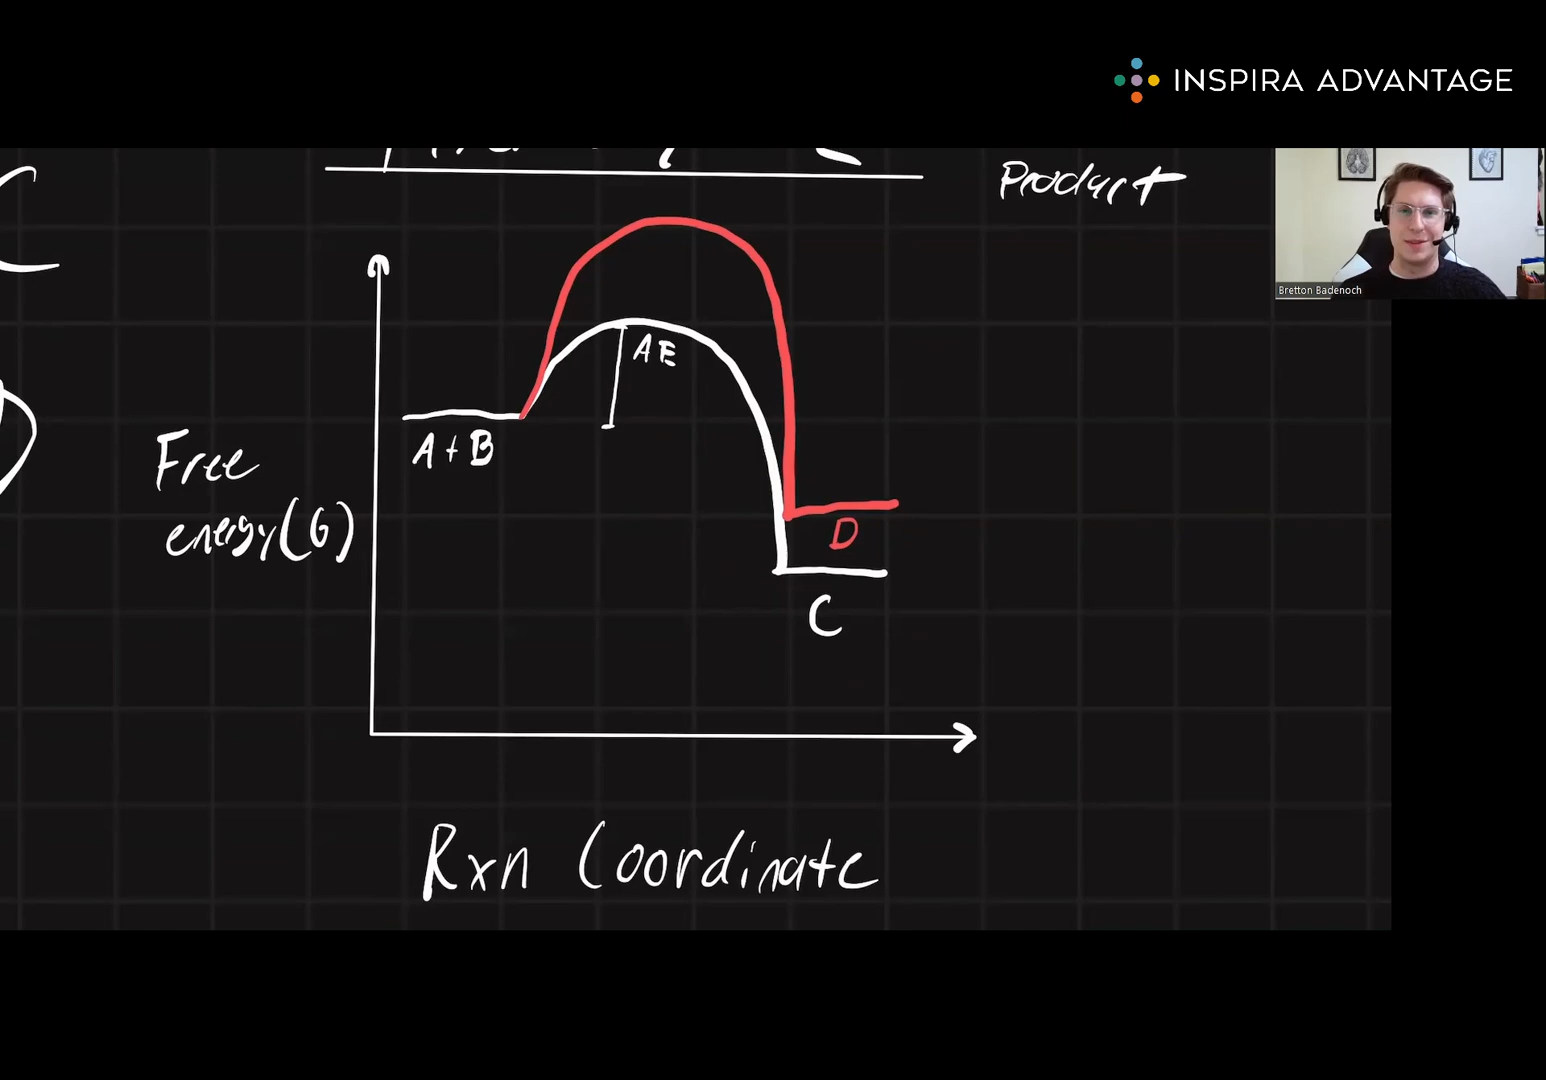 INSPIRA ADVANTAGE
C
Product
Bretton Badenoch
AE
A + B
Free
energy (G)
D
C
Rxn Coordinate